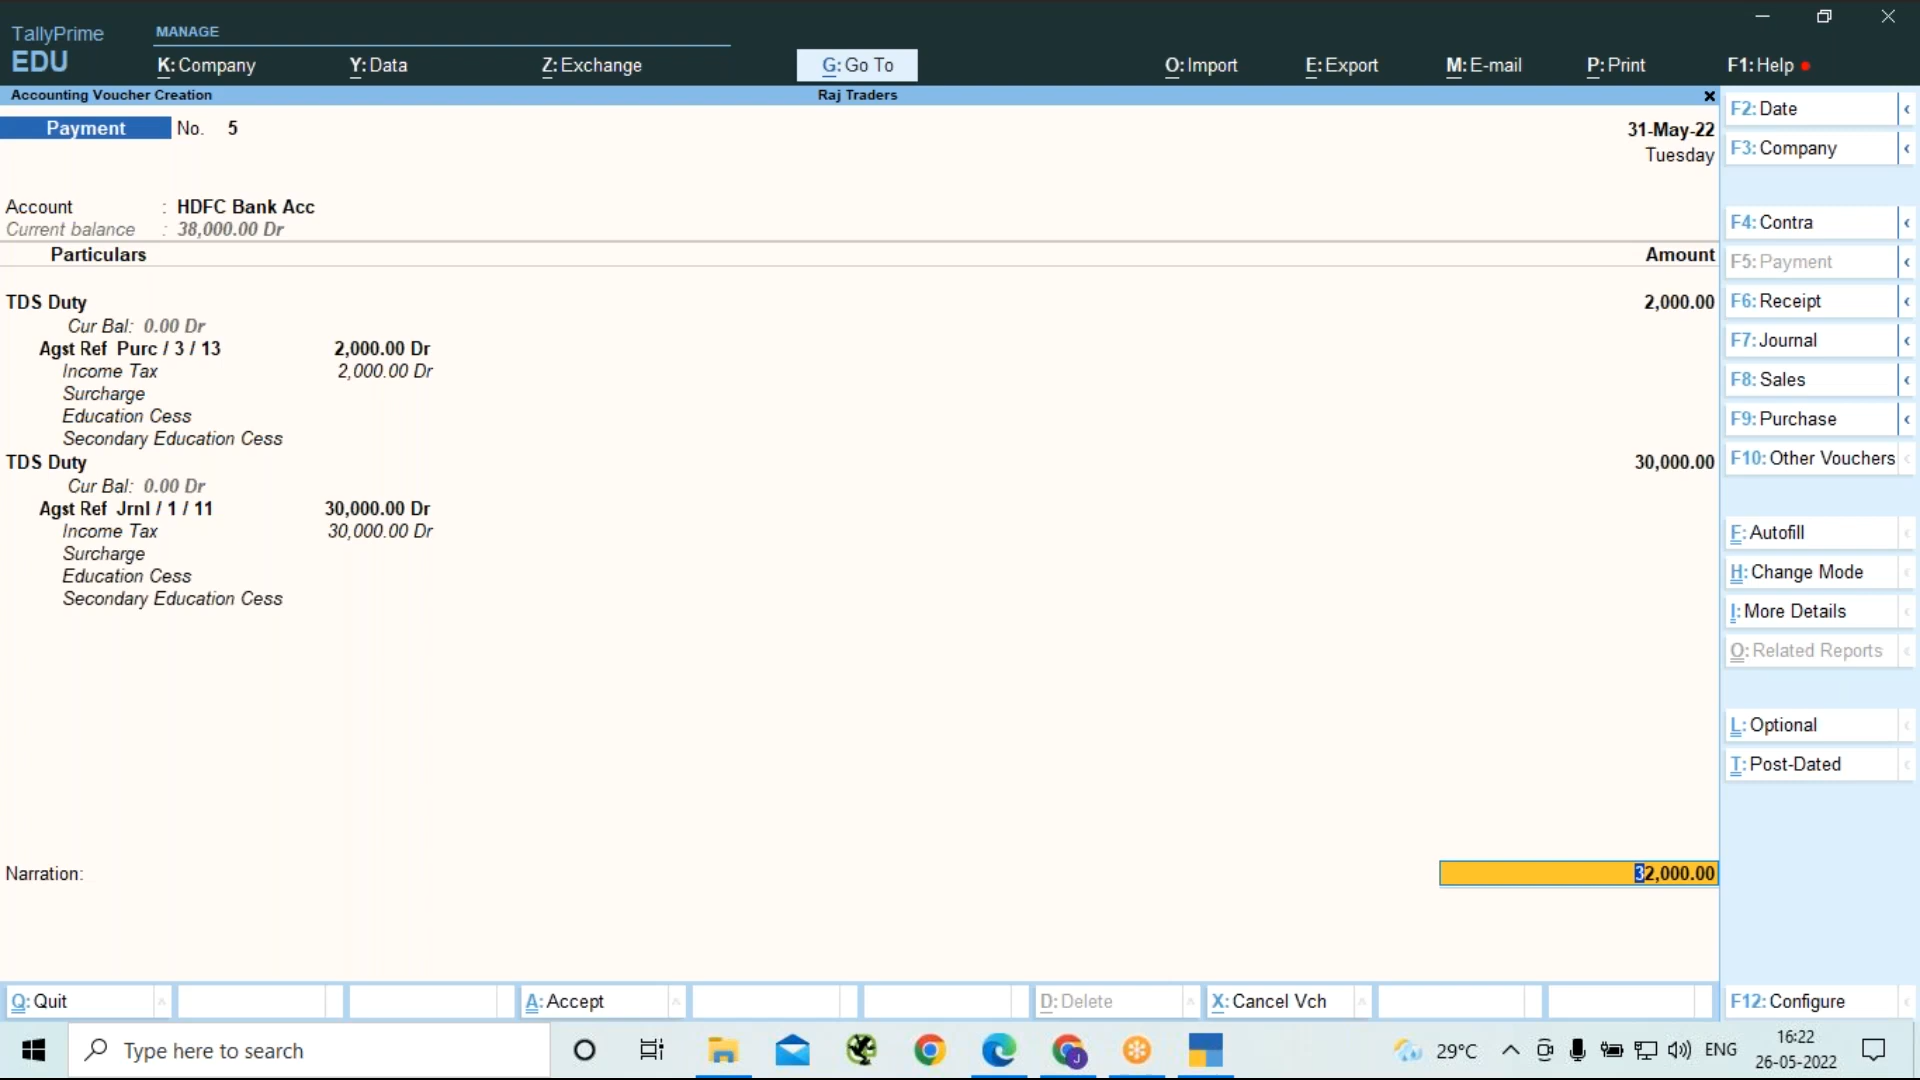 TallyPrime
EDU
MANAGE
K: Company
Y: Data
Z: Exchange
G: Go To
O: Import
E: Export
M: E-mail
P: Print
F1: Help
Accounting Voucher Creation
Raj Traders
Payment No. 5
31-May-22
Tuesday
Account : HDFC Bank Acc
Current balance : 38,000.00 Dr
Particulars Amount
TDS Duty 2,000.00
Cur Bal: 0.00 Dr
Agst Ref Purc / 3 / 13 2,000.00 Dr
Income Tax 2,000.00 Dr
Surcharge
Education Cess
Secondary Education Cess
TDS Duty 30,000.00
Cur Bal: 0.00 Dr
Agst Ref Jrnl / 1 / 11 30,000.00 Dr
Income Tax 30,000.00 Dr
Surcharge
Education Cess
Secondary Education Cess
Narration: 32,000.00
F2: Date
F3: Company
F4: Contra
F5: Payment
F6: Receipt
F7: Journal
F8: Sales
F9: Purchase
F10: Other Vouchers
F: Autofill
H: Change Mode
I: More Details
O: Related Reports
L: Optional
T: Post-Dated
Q: Quit
A: Accept
D: Delete
X: Cancel Vch
F12: Configure
Type here to search
29°C
ENG
16:22
26-05-2022